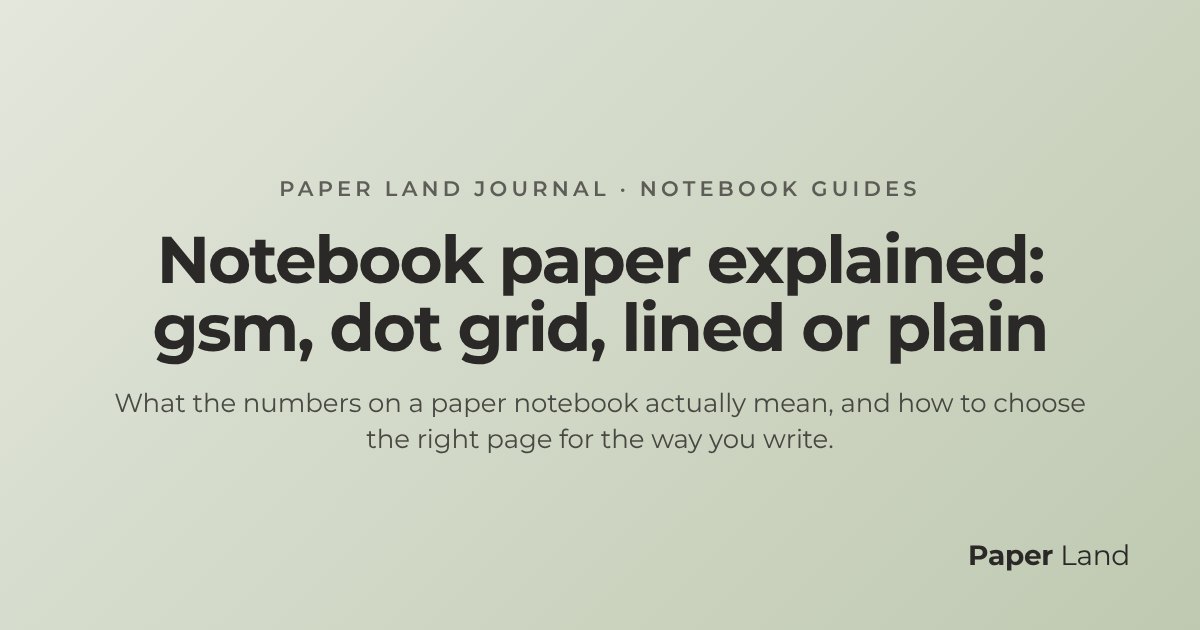 PAPER LAND JOURNAL · NOTEBOOK GUIDES
Notebook paper explained:
gsm, dot grid, lined or plain
What the numbers on a paper notebook actually mean, and how to choose
the right page for the way you write.
Paper Land